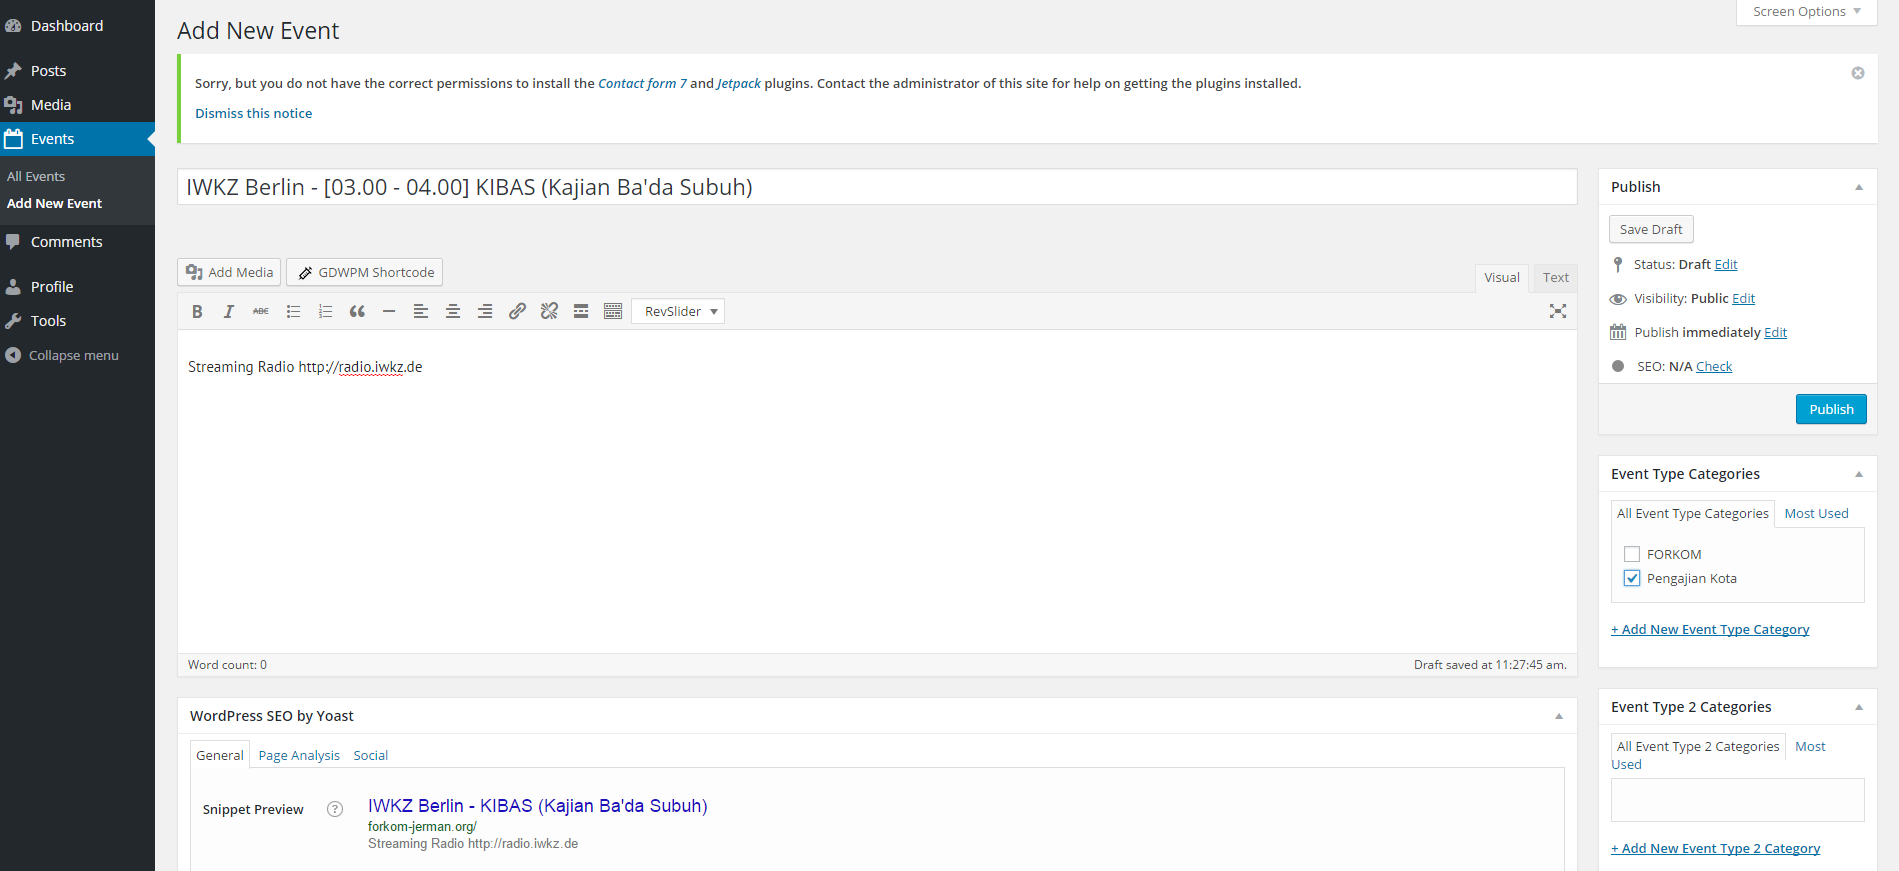 Dashboard
Posts
Media
Events
All Events
Add New Event
Comments
Profile
Tools
Collapse menu
Screen Options
Add New Event
Sorry, but you do not have the correct permissions to install the Contact form 7 and Jetpack plugins. Contact the administrator of this site for help on getting the plugins installed.
Dismiss this notice
IWKZ Berlin - [03.00 - 04.00] KIBAS (Kajian Ba'da Subuh)
Add Media
GDWPM Shortcode
Visual
Text
B I ABC RevSlider
Streaming Radio http://radio.iwkz.de
Word count: 0
Draft saved at 11:27:45 am.
WordPress SEO by Yoast
General Page Analysis Social
Snippet Preview ?
IWKZ Berlin - KIBAS (Kajian Ba'da Subuh)
forkom-jerman.org/
Streaming Radio http://radio.iwkz.de
Publish
Save Draft
Status: Draft Edit
Visibility: Public Edit
Publish immediately Edit
SEO: N/A Check
Publish
Event Type Categories
All Event Type Categories Most Used
FORKOM
Pengajian Kota
+ Add New Event Type Category
Event Type 2 Categories
All Event Type 2 Categories Most
Used
+ Add New Event Type 2 Category